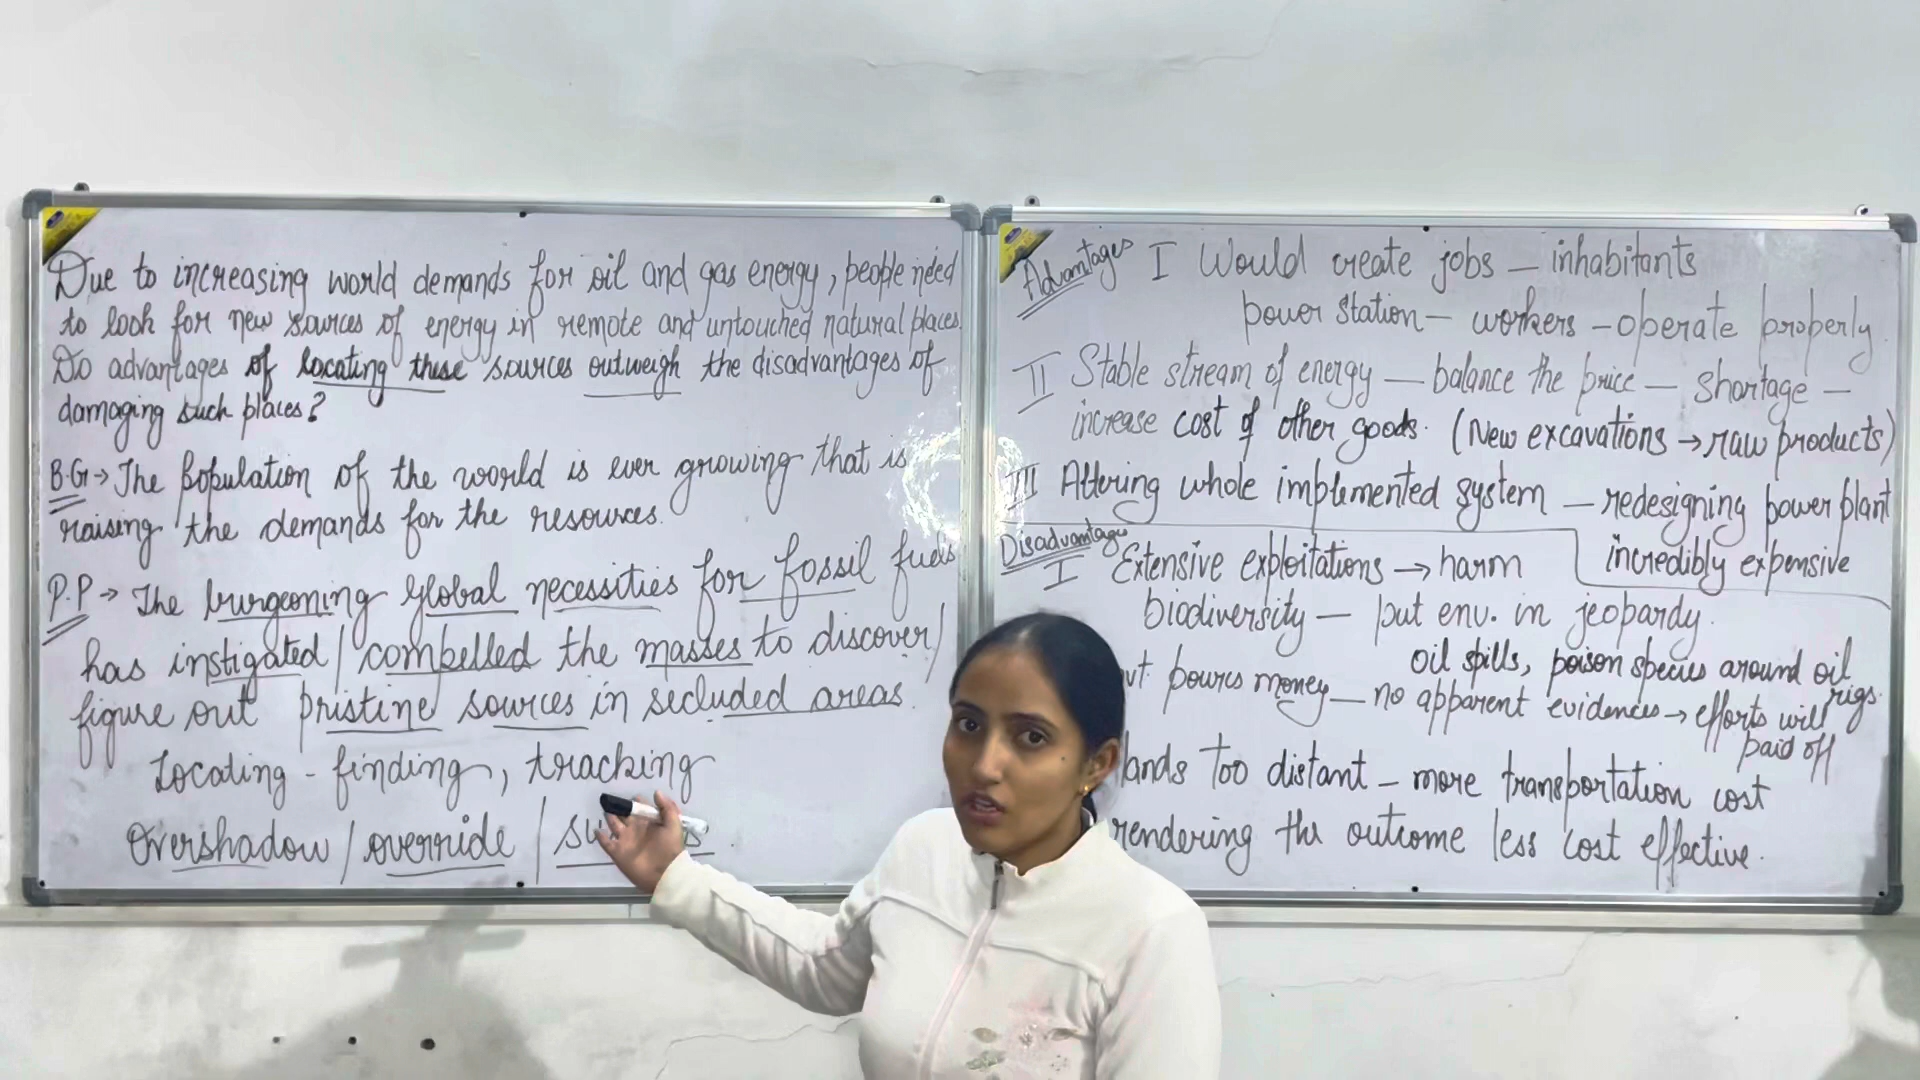 Due to increasing world demands for oil and gas energy, people need
to look for new sources of energy in remote and untouched natural places.
Do advantages of locating these sources outweigh the disadvantages of
damaging such places?
B.G → The Population of the world is ever growing that is
raising the demands for the resources.
P.P → The burgeoning global necessities for fossil fuels
has instigated / compelled the masses to discover /
figure out pristine sources in secluded areas.
Locating - finding, tracking
Overshadow / override /
Advantages I Would create jobs – inhabitants
power station – workers – operate properly.
II Stable stream of energy – balance the price – shortage –
increase cost of other goods. (New excavations → raw products)
III Altering whole implemented system – redesigning power plant
incredibly expensive
Disadvantages
I Extensive exploitations → harm
biodiversity – put env. in jeopardy.
oil spills, poison species around oil rigs.
pours money – no apparent evidences → efforts will
paid off
lands too distant – more transportation cost
rendering the outcome less cost effective.